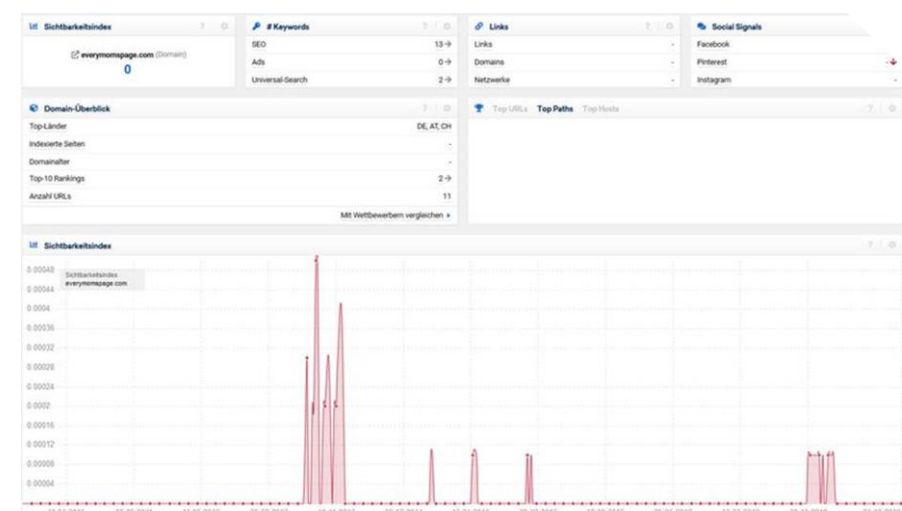 Sichtbarkeitsindex
everymomspage.com (Domain)
0
# Keywords
SEO 13
Ads 0
Universal-Search 2
Links
Links -
Domains -
Netzwerke -
Social Signals
Facebook
Pinterest -
Instagram -
Domain-Überblick
Top-Länder DE, AT, CH
Indexierte Seiten -
Domainalter -
Top-10 Rankings 2
Anzahl URLs 11
Mit Wettbewerbern vergleichen
Top URLs Top Paths Top Hosts
Sichtbarkeitsindex
Sichtbarkeitsindex
everymomspage.com
0.00048
0.00044
0.0004
0.00036
0.00032
0.00028
0.00024
0.0002
0.00016
0.00012
0.00008
0.00004